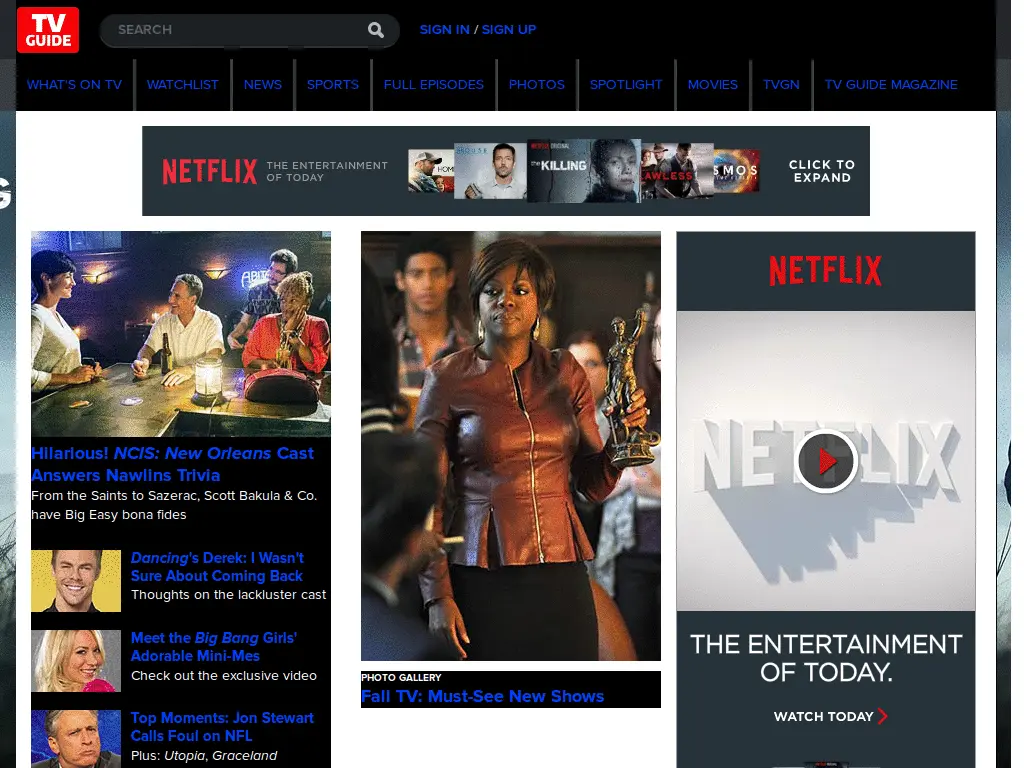 TV
GUIDE
SEARCH
SIGN IN / SIGN UP
WHAT'S ON TV
WATCHLIST
NEWS
SPORTS
FULL EPISODES
PHOTOS
SPOTLIGHT
MOVIES
TVGN
TV GUIDE MAGAZINE
NETFLIX
THE ENTERTAINMENT
OF TODAY
HOM
HOUSE
NETFLIX ORIGINAL
THE KILLING
LAWLESS
SMOS
CLICK TO
EXPAND
G
ABITA
Hilarious! NCIS: New Orleans Cast
Answers Nawlins Trivia
From the Saints to Sazerac, Scott Bakula & Co.
have Big Easy bona fides
Dancing's Derek: I Wasn't
Sure About Coming Back
Thoughts on the lackluster cast
Meet the Big Bang Girls'
Adorable Mini-Mes
Check out the exclusive video
Top Moments: Jon Stewart
Calls Foul on NFL
Plus: Utopia, Graceland
PHOTO GALLERY
Fall TV: Must-See New Shows
NETFLIX
NETFLIX
THE ENTERTAINMENT
OF TODAY.
WATCH TODAY